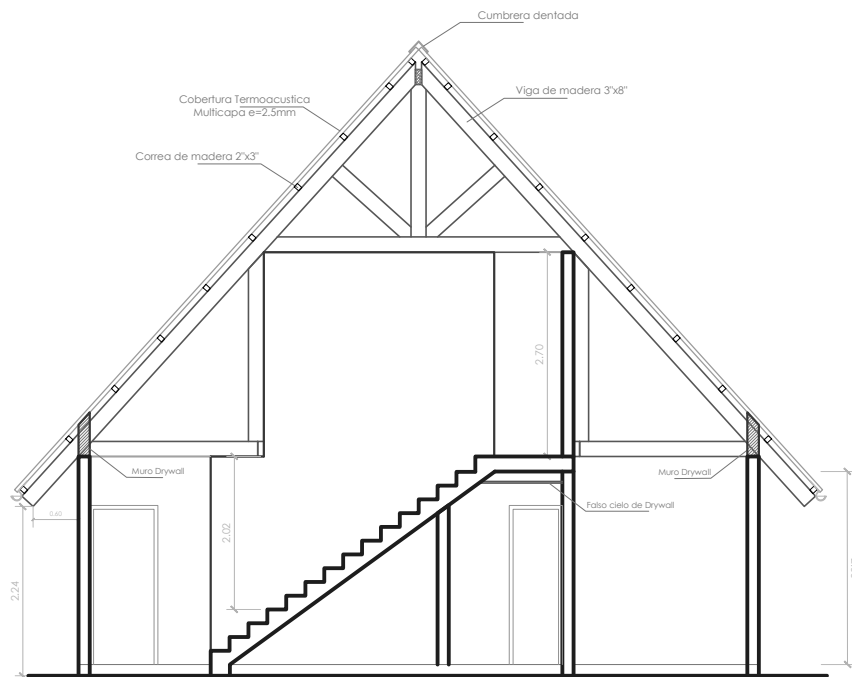 Cumbrera dentada
Viga de madera 3"x8"
Cobertura Termoacustica
Multicapa e=2.5mm
Correa de madera 2"x3"
2.70
Muro Drywall
Muro Drywall
Falso cielo de Drywall
0.60
2.02
2.24